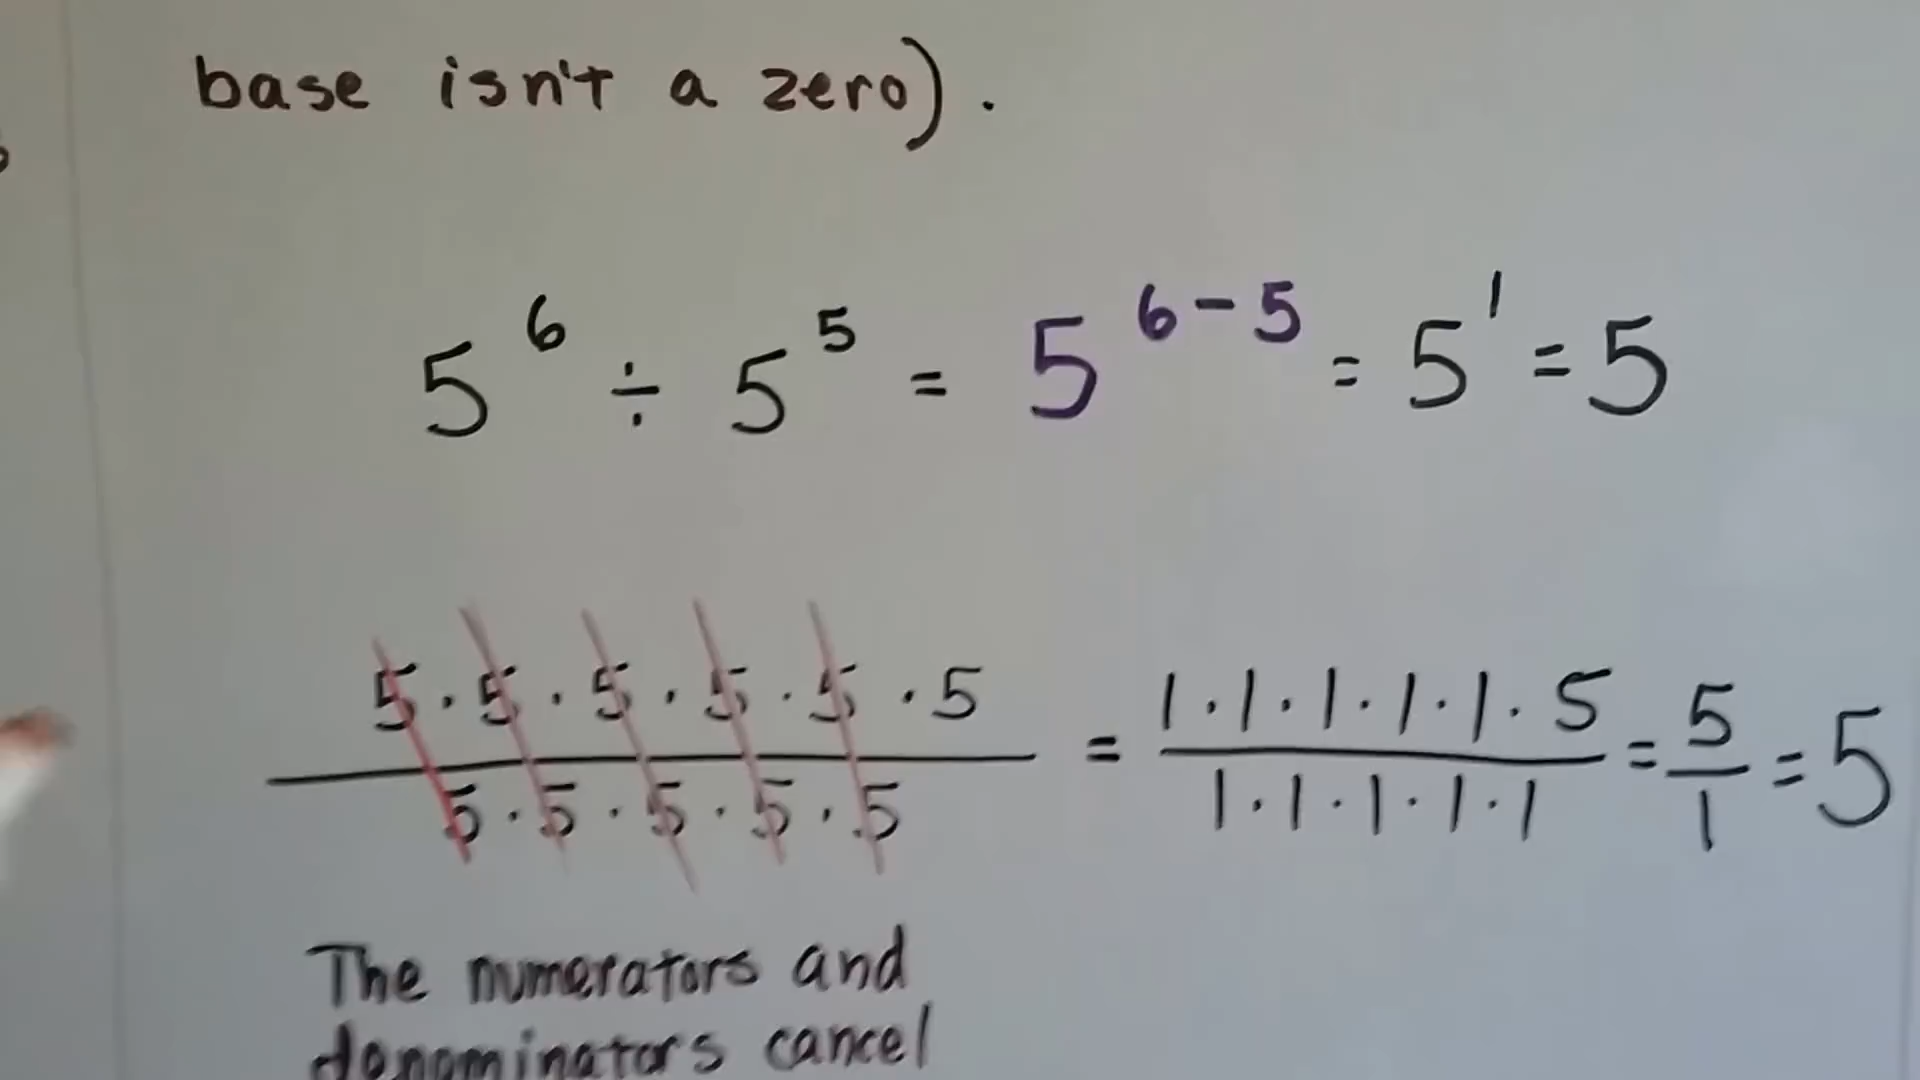 base isn't a zero).
5⁶ ÷ 5⁵ = 5⁶⁻⁵ = 5¹ = 5
5·5·5·5·5·5 / 5·5·5·5·5 = 1·1·1·1·1·5 / 1·1·1·1·1 = 5/1 = 5
The numerators and
denominators cancel